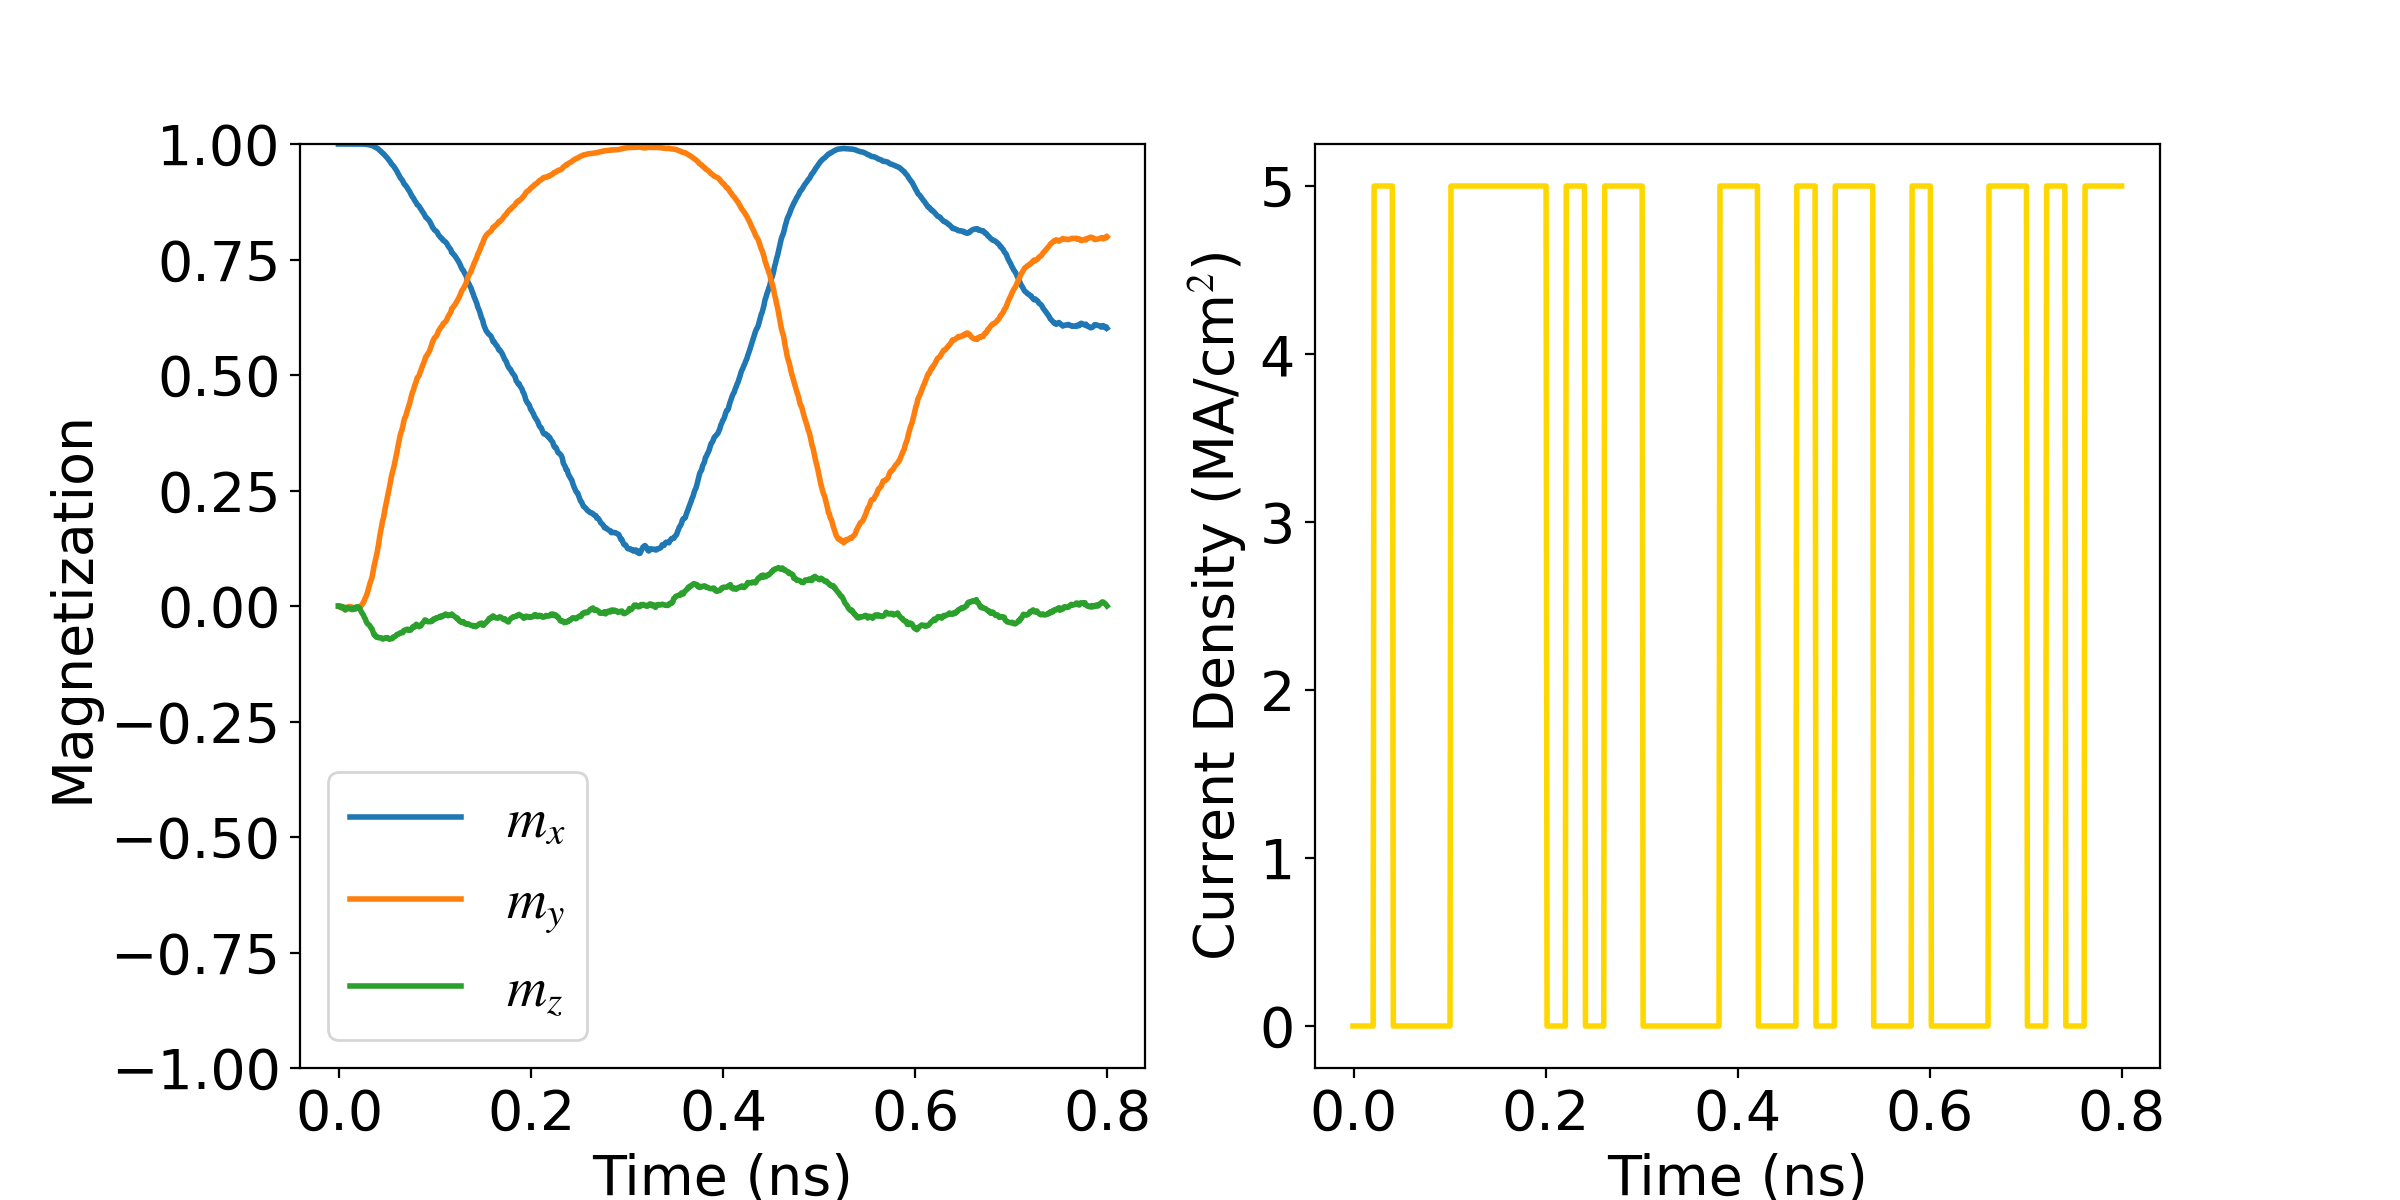 Magnetization
1.00
0.75
0.50
0.25
0.00
−0.25
−0.50
−0.75
−1.00
m_x
m_y
m_z
0.0 0.2 0.4 0.6 0.8
Time (ns)
Current Density (MA/cm²)
5
4
3
2
1
0
0.0 0.2 0.4 0.6 0.8
Time (ns)